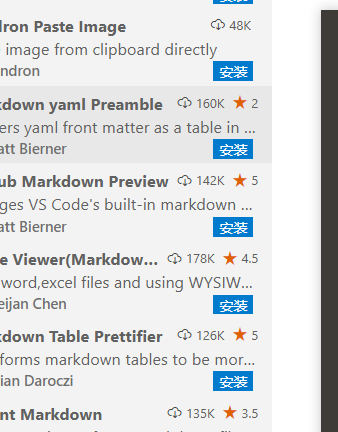 dron Paste Image 48K
e image from clipboard directly
ndron
安装
kdown yaml Preamble 160K ★ 2
ers yaml front matter as a table in ...
att Bierner
安装
ub Markdown Preview 142K ★ 5
ges VS Code's built-in markdown ...
att Bierner
安装
e Viewer(Markdow... 178K ★ 4.5
word,excel files and using WYSIW...
eijan Chen
安装
kdown Table Prettifier 126K ★ 5
forms markdown tables to be mor...
ian Daroczi
安装
nt Markdown 135K ★ 3.5